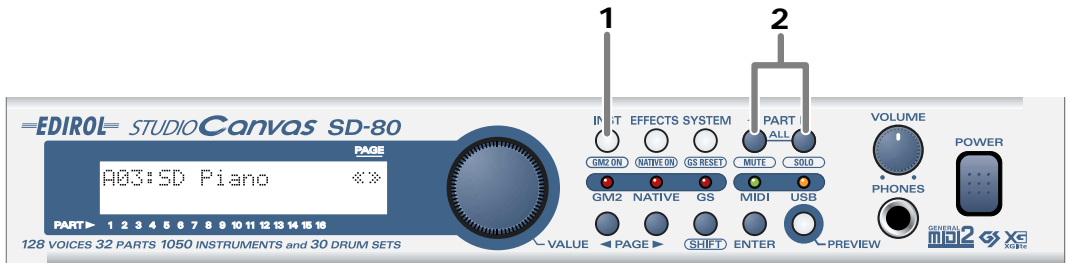 1 2
EDIROL STUDIO Canvas SD-80
PAGE
A03:SD Piano «»
PART► 1 2 3 4 5 6 7 8 9 10 11 12 13 14 15 16
128 VOICES 32 PARTS 1050 INSTRUMENTS and 30 DRUM SETS
VALUE
INST EFFECTS SYSTEM PART
ALL
GM2 ON NATIVE ON GS RESET MUTE SOLO
GM2 NATIVE GS MIDI USB
◄ PAGE ► SHIFT ENTER PREVIEW
VOLUME
PHONES
POWER
GENERAL MIDI2 GS XG
XGlite